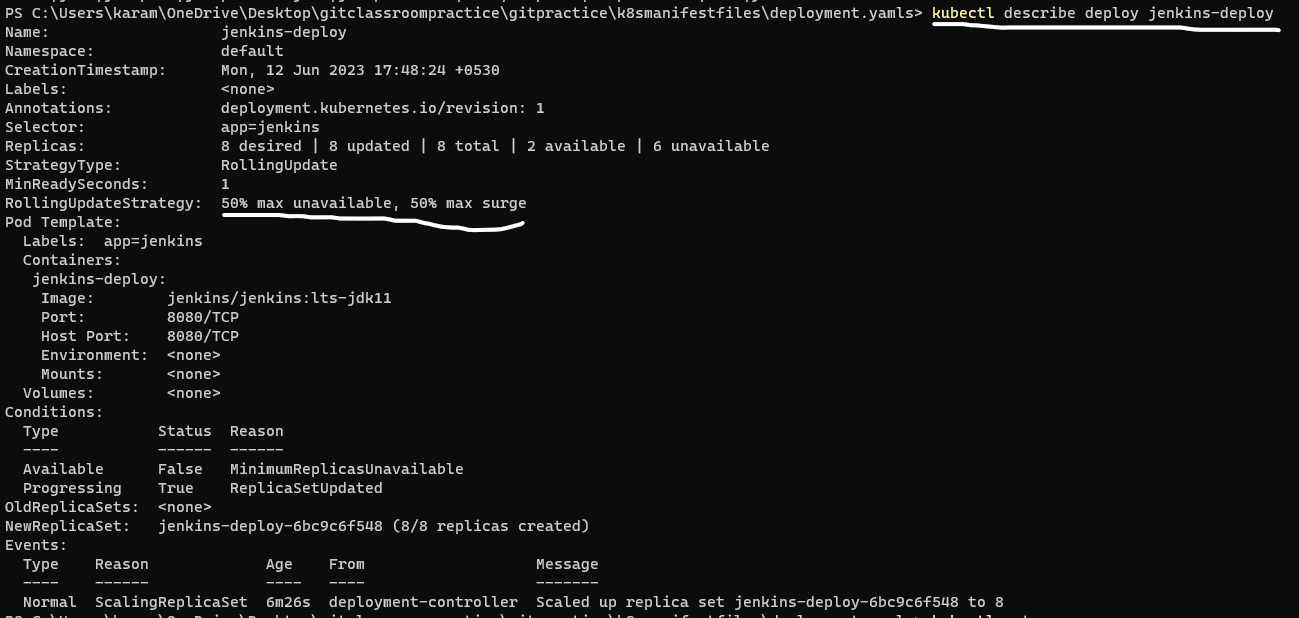 PS C:\Users\karam\OneDrive\Desktop\gitclassroompractice\gitpractice\k8smanifestfiles\deployment.yamls> kubectl describe deploy jenkins-deploy
Name:                   jenkins-deploy
Namespace:              default
CreationTimestamp:      Mon, 12 Jun 2023 17:48:24 +0530
Labels:                 <none>
Annotations:            deployment.kubernetes.io/revision: 1
Selector:               app=jenkins
Replicas:               8 desired | 8 updated | 8 total | 2 available | 6 unavailable
StrategyType:           RollingUpdate
MinReadySeconds:        1
RollingUpdateStrategy:  50% max unavailable, 50% max surge
Pod Template:
  Labels:  app=jenkins
  Containers:
   jenkins-deploy:
    Image:        jenkins/jenkins:lts-jdk11
    Port:         8080/TCP
    Host Port:    8080/TCP
    Environment:  <none>
    Mounts:       <none>
  Volumes:        <none>
Conditions:
  Type           Status  Reason
  ----           ------  ------
  Available      False   MinimumReplicasUnavailable
  Progressing    True    ReplicaSetUpdated
OldReplicaSets:  <none>
NewReplicaSet:   jenkins-deploy-6bc9c6f548 (8/8 replicas created)
Events:
  Type    Reason             Age    From                   Message
  ----    ------             ----   ----                   -------
  Normal  ScalingReplicaSet  6m26s  deployment-controller  Scaled up replica set jenkins-deploy-6bc9c6f548 to 8